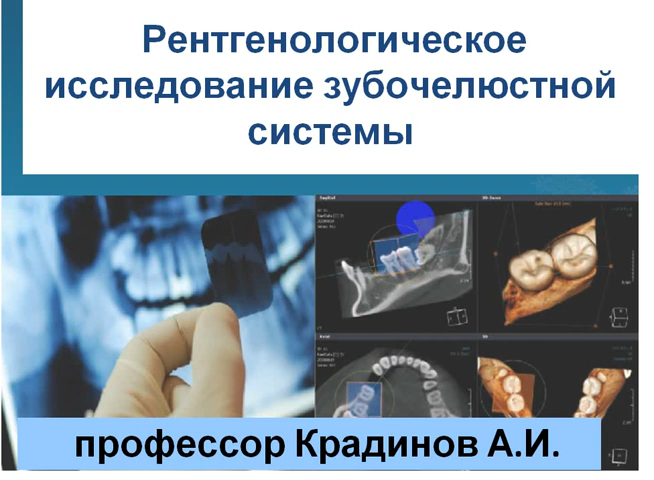 Рентгенологическое
исследование зубочелюстной
системы
профессор Крадинов А.И.